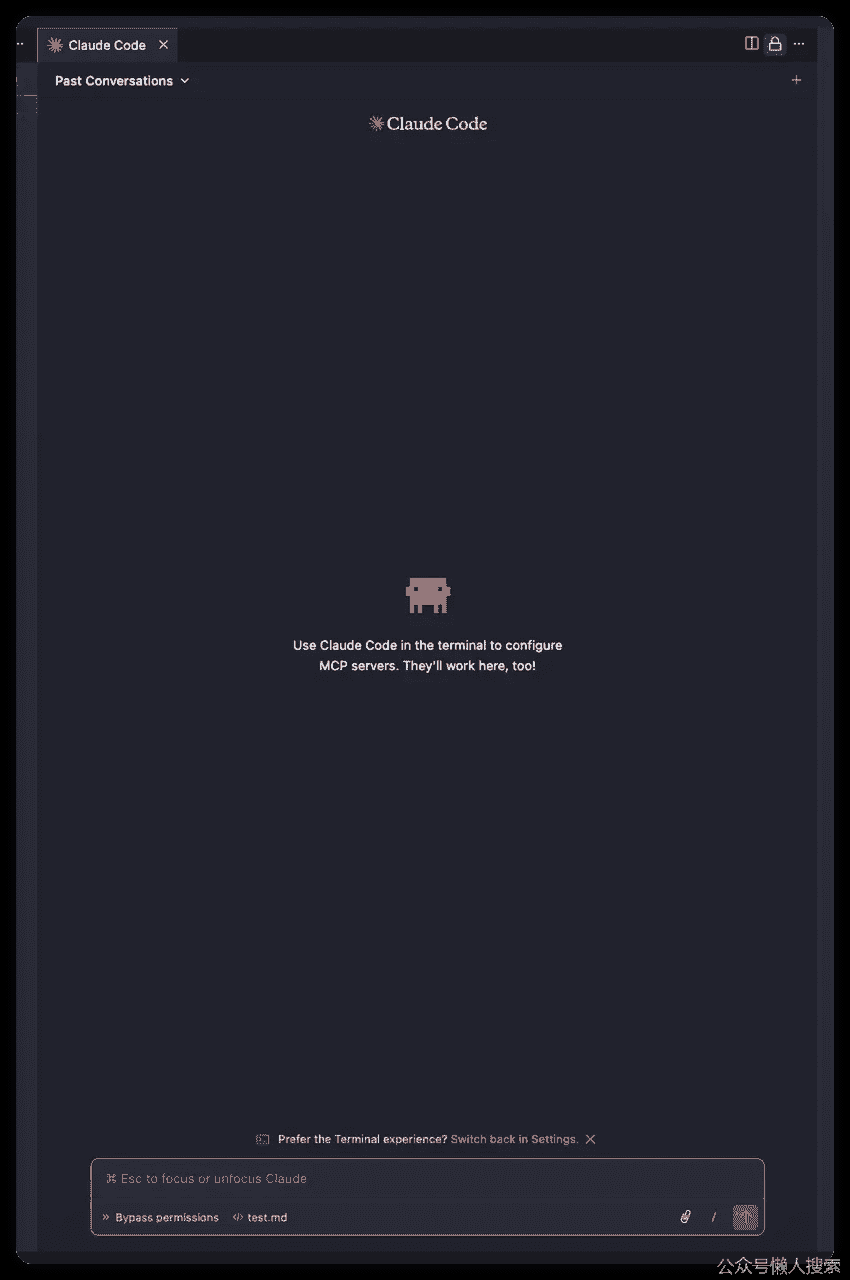 Claude Code
Past Conversations
Claude Code
Use Claude Code in the terminal to configure
MCP servers. They'll work here, too!
Prefer the Terminal experience? Switch back in Settings.
⌘ Esc to focus or unfocus Claude
Bypass permissions </> test.md /
公众号懒人搜索